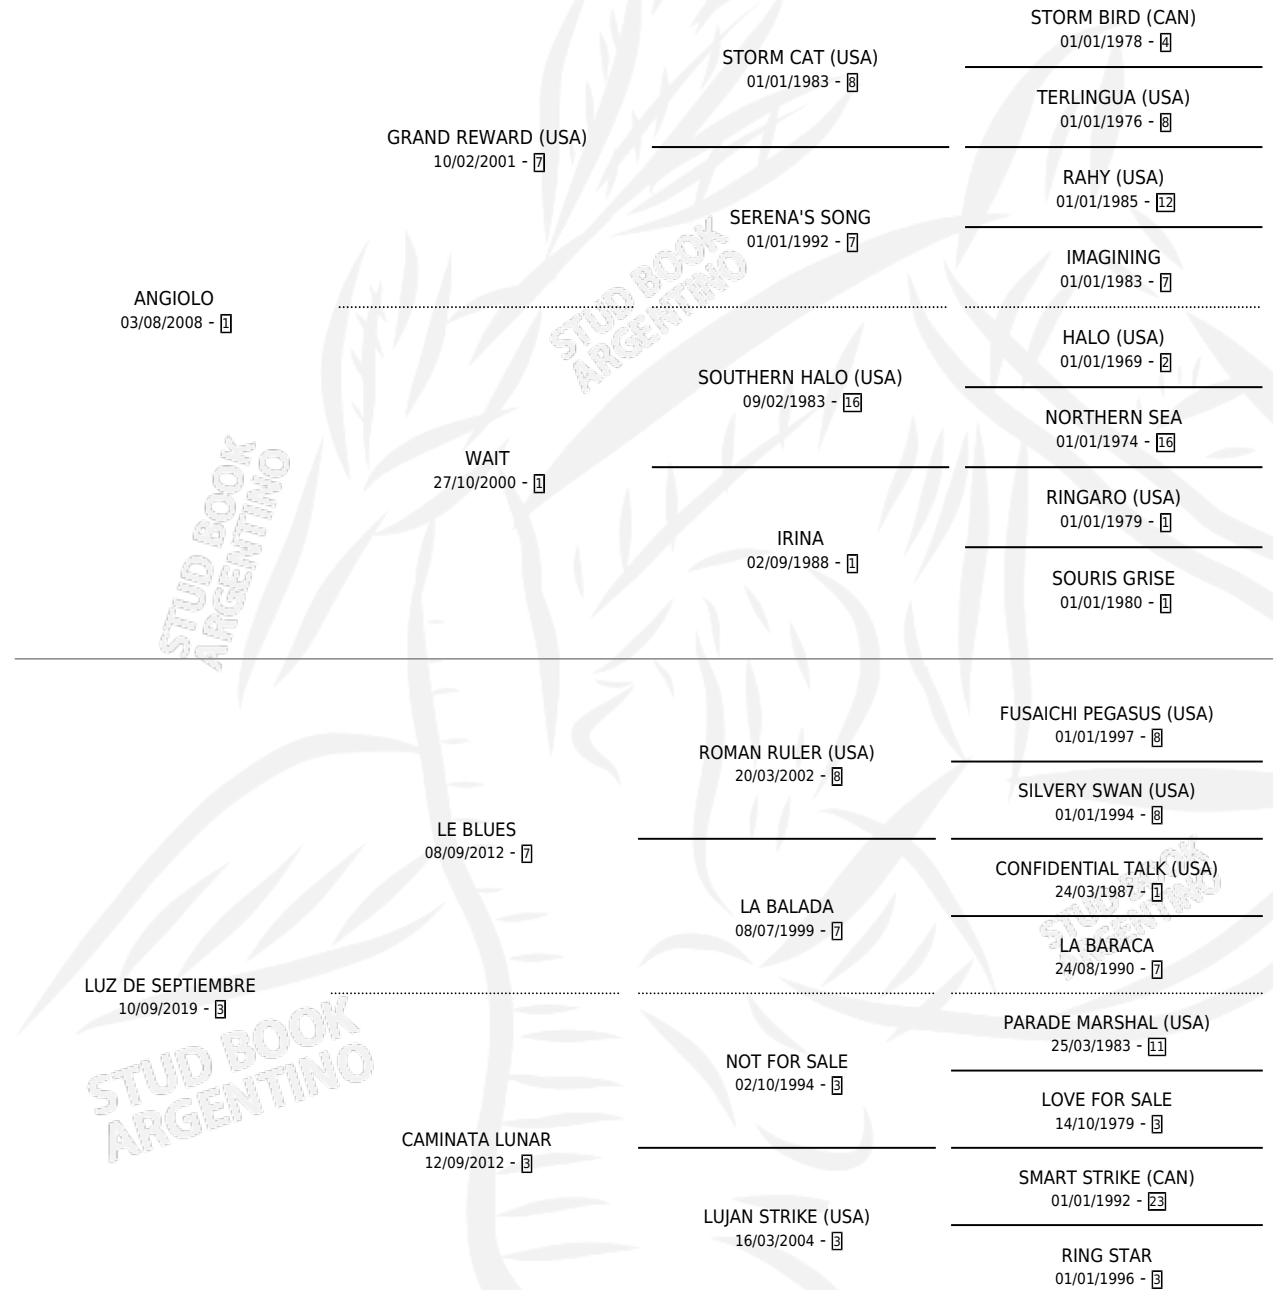 STORM BIRD (CAN)
01/01/1978 - 4
STORM CAT (USA)
01/01/1983 - 8
TERLINGUA (USA)
01/01/1976 - 8
GRAND REWARD (USA)
10/02/2001 - 7
RAHY (USA)
01/01/1985 - 12
SERENA'S SONG
01/01/1992 - 7
IMAGINING
01/01/1983 - 7
ANGIOLO
03/08/2008 - 1
HALO (USA)
01/01/1969 - 2
SOUTHERN HALO (USA)
09/02/1983 - 16
NORTHERN SEA
01/01/1974 - 16
WAIT
27/10/2000 - 1
RINGARO (USA)
01/01/1979 - 1
IRINA
02/09/1988 - 1
SOURIS GRISE
01/01/1980 - 1
FUSAICHI PEGASUS (USA)
01/01/1997 - 8
ROMAN RULER (USA)
20/03/2002 - 8
SILVERY SWAN (USA)
01/01/1994 - 8
LE BLUES
08/09/2012 - 7
CONFIDENTIAL TALK (USA)
24/03/1987 - 1
LA BALADA
08/07/1999 - 7
LA BARACA
24/08/1990 - 7
LUZ DE SEPTIEMBRE
10/09/2019 - 3
PARADE MARSHAL (USA)
25/03/1983 - 11
NOT FOR SALE
02/10/1994 - 3
LOVE FOR SALE
14/10/1979 - 3
CAMINATA LUNAR
12/09/2012 - 3
SMART STRIKE (CAN)
01/01/1992 - 23
LUJAN STRIKE (USA)
16/03/2004 - 3
RING STAR
01/01/1996 - 3
STUD BOOK
ARGENTINO
STUD BOOK
ARGENTINO
STUD BOOK
ARGENTINO
STUD BOOK
ARGENTINO